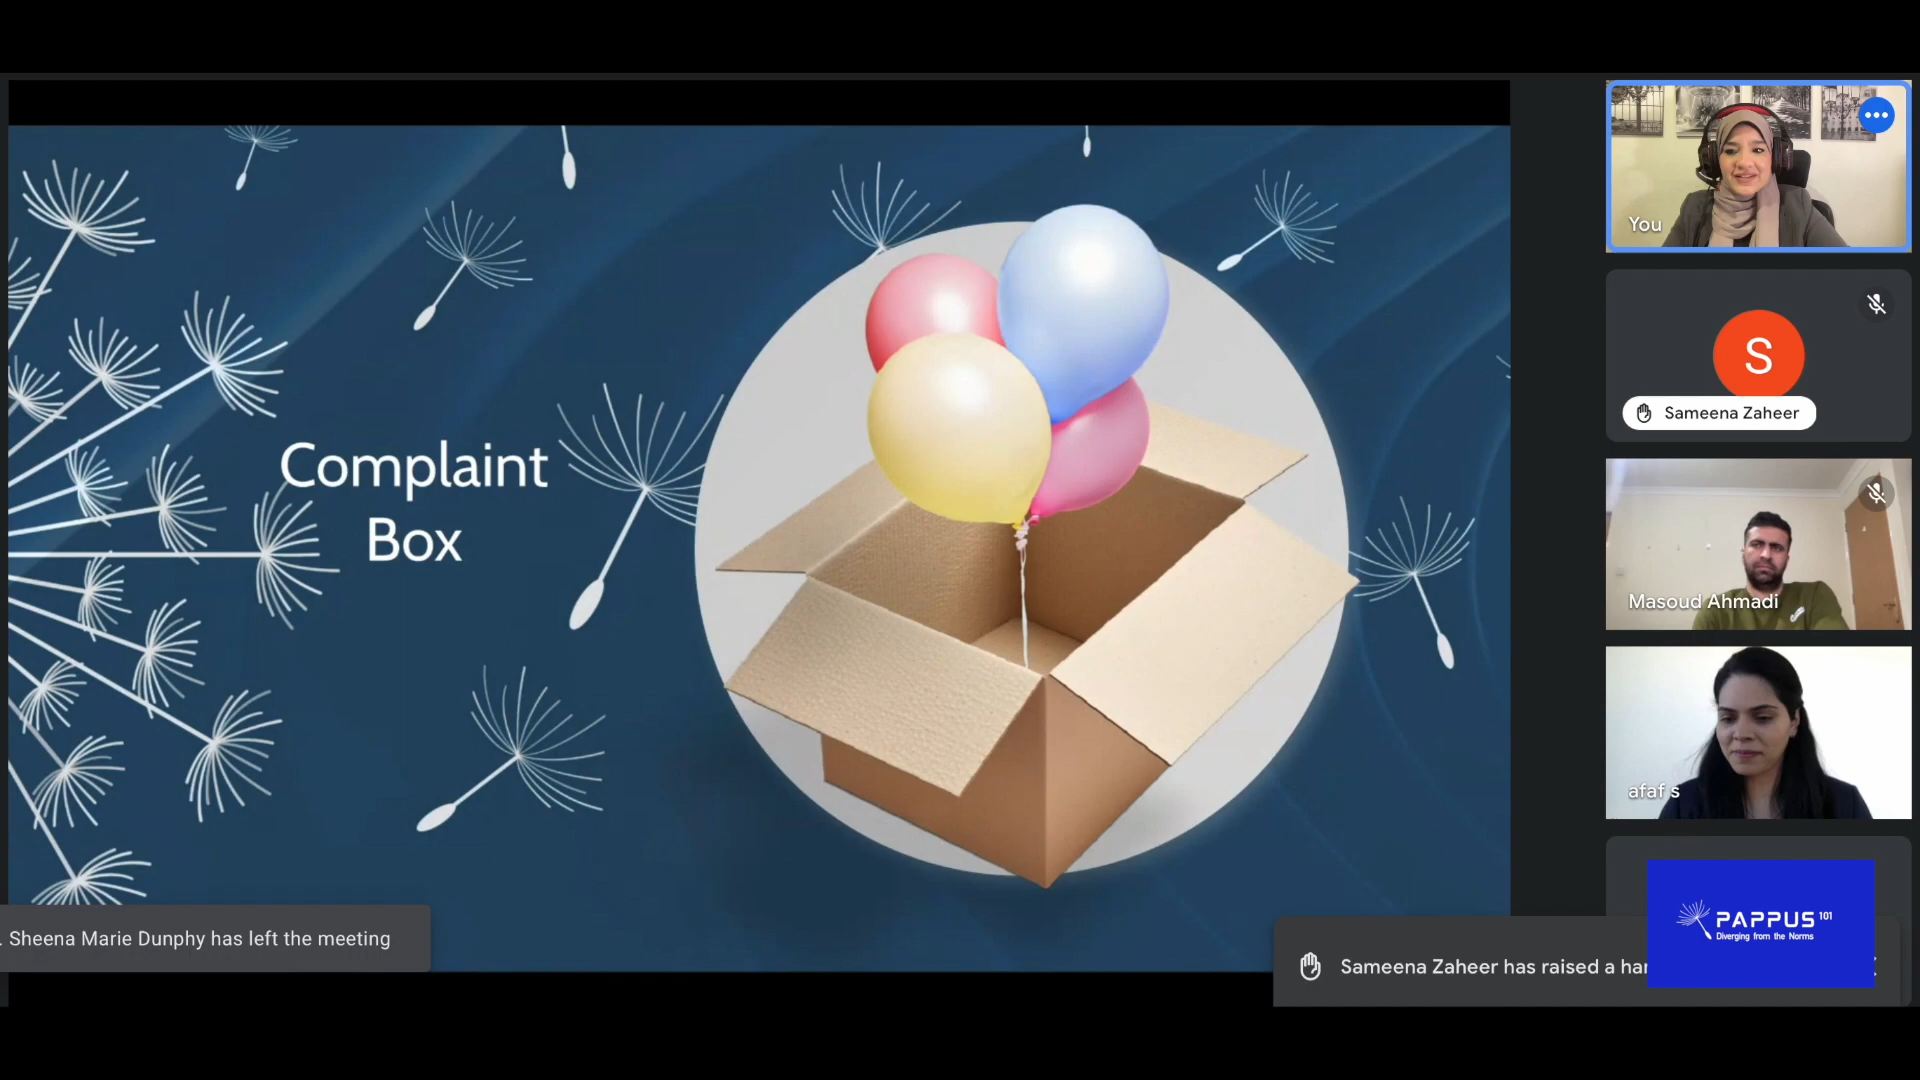 Complaint
Box
You
S
Sameena Zaheer
Masoud Ahmadi
afaf s
PAPPUS 101
Diverging from the Norms
. Sheena Marie Dunphy has left the meeting
Sameena Zaheer has raised a